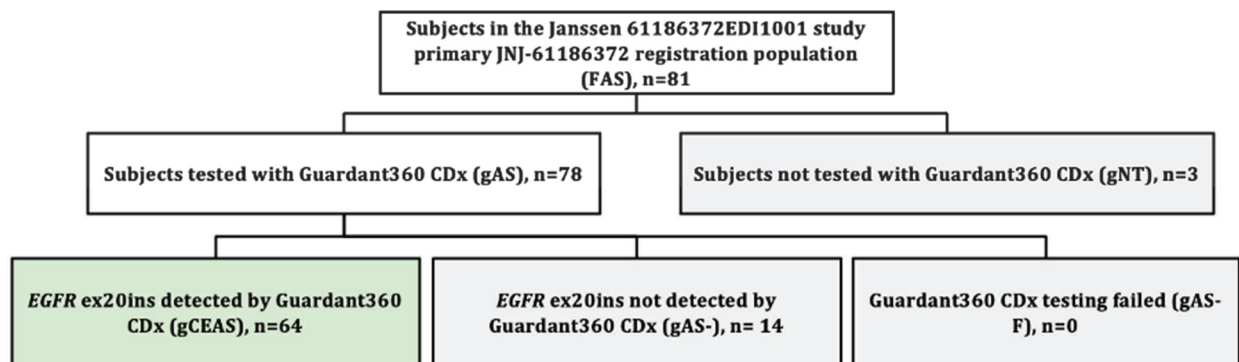 Subjects in the Janssen 61186372EDI1001 study
primary JNJ-61186372 registration population
(FAS), n=81
Subjects tested with Guardant360 CDx (gAS), n=78
Subjects not tested with Guardant360 CDx (gNT), n=3
EGFR ex20ins detected by Guardant360
CDx (gCEAS), n=64
EGFR ex20ins not detected by
Guardant360 CDx (gAS-), n= 14
Guardant360 CDx testing failed (gAS-
F), n=0